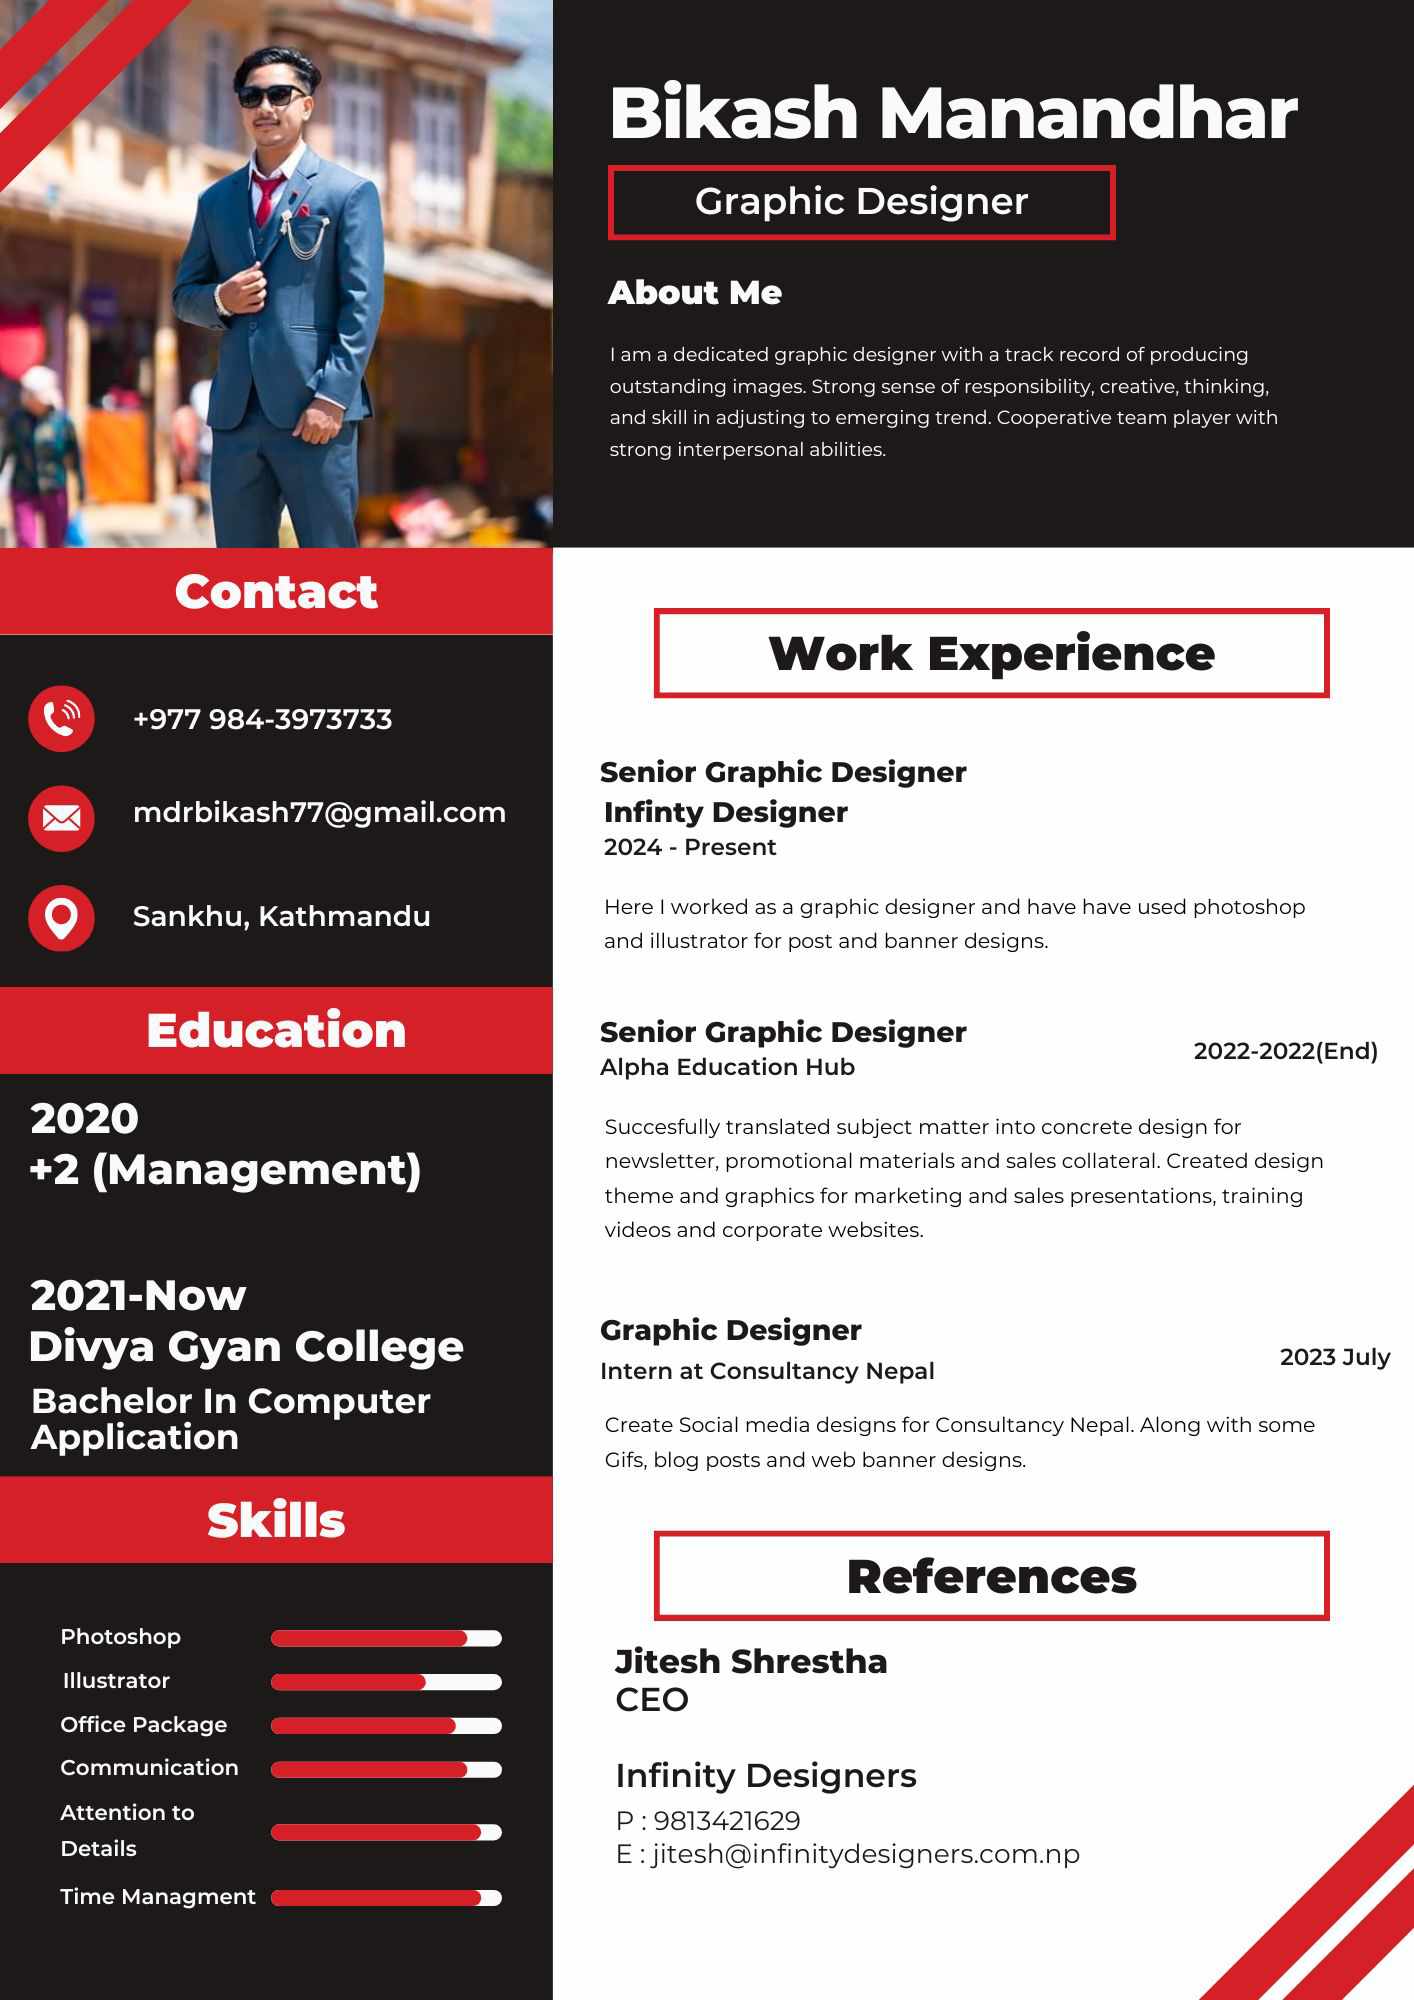 Bikash Manandhar
Graphic Designer
About Me
I am a dedicated graphic designer with a track record of producing
outstanding images. Strong sense of responsibility, creative, thinking,
and skill in adjusting to emerging trend. Cooperative team player with
strong interpersonal abilities.
Contact
+977 984-3973733
mdrbikash77@gmail.com
Sankhu, Kathmandu
Education
2020
+2 (Management)
2021-Now
Divya Gyan College
Bachelor In Computer
Application
Skills
Photoshop
Illustrator
Office Package
Communication
Attention to
Details
Time Managment
Work Experience
Senior Graphic Designer
Infinty Designer
2024 - Present
Here I worked as a graphic designer and have have used photoshop
and illustrator for post and banner designs.
Senior Graphic Designer
Alpha Education Hub
2022-2022(End)
Succesfully translated subject matter into concrete design for
newsletter, promotional materials and sales collateral. Created design
theme and graphics for marketing and sales presentations, training
videos and corporate websites.
Graphic Designer
Intern at Consultancy Nepal
2023 July
Create Social media designs for Consultancy Nepal. Along with some
Gifs, blog posts and web banner designs.
References
Jitesh Shrestha
CEO
Infinity Designers
P : 9813421629
E : jitesh@infinitydesigners.com.np